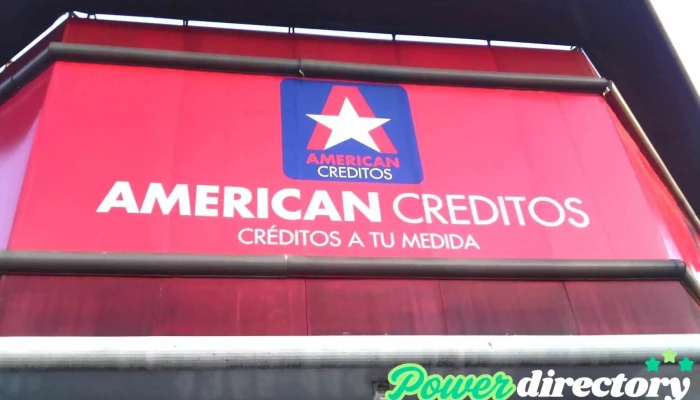 AMERICAN
CREDITOS
AMERICAN CREDITOS
CRÉDITOS A TU MEDIDA
Powerdirectory